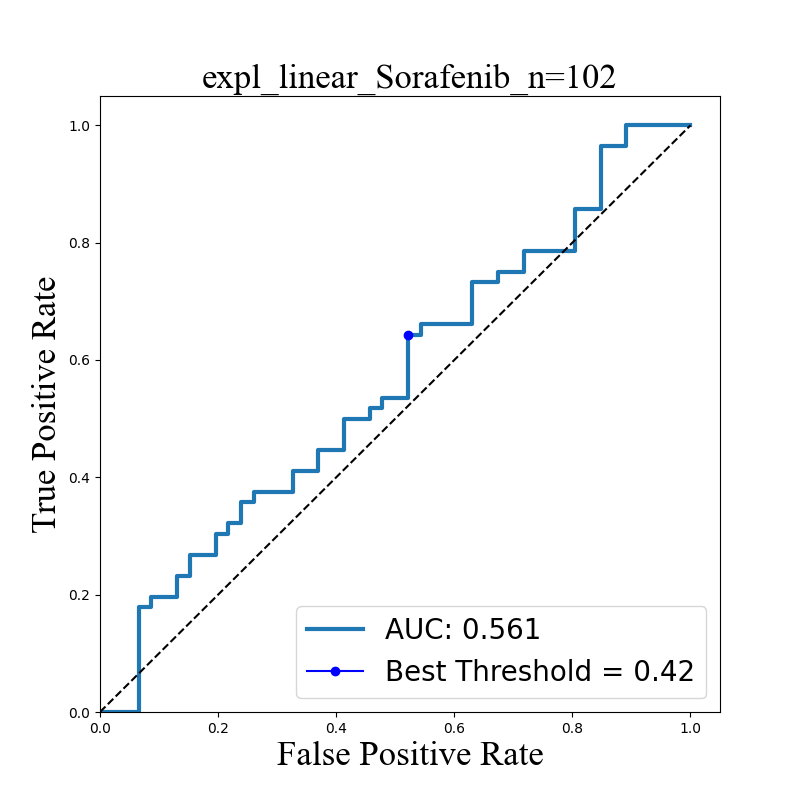 expl_linear_Sorafenib_n=102
True Positive Rate
1.0
0.8
0.6
0.4
0.2
0.0
AUC: 0.561
Best Threshold = 0.42
0.0 0.2 0.4 0.6 0.8 1.0
False Positive Rate